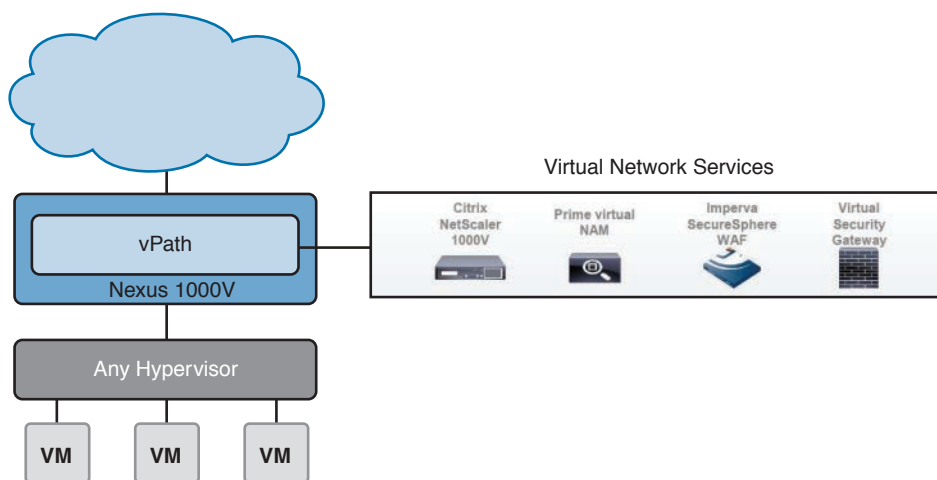 Virtual Network Services
Citrix
NetScaler
1000V
Prime virtual
NAM
Imperva
SecureSphere
WAF
Virtual
Security
Gateway
vPath
Nexus 1000V
Any Hypervisor
VM
VM
VM